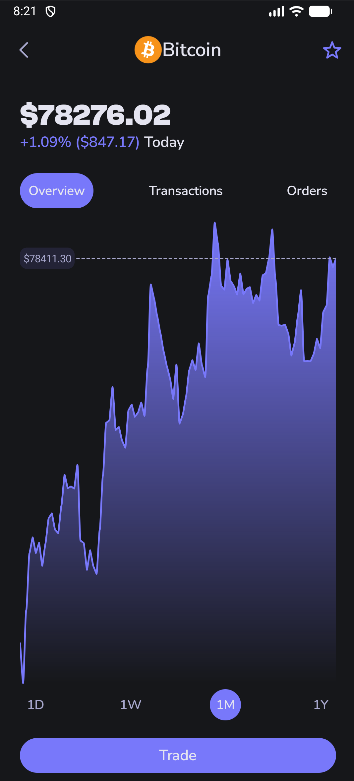 8:21
Bitcoin
$78276.02
+1.09% ($847.17) Today
Overview Transactions Orders
$78411.30
1D 1W 1M 1Y
Trade